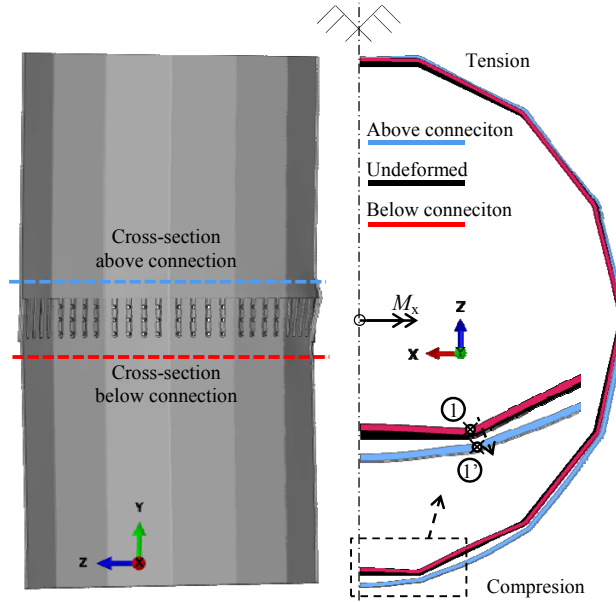 Tension
Above conneciton
Undeformed
Below conneciton
Cross-section
above connection
Cross-section
below connection
Mx
Z
X
Y
1
1'
Y
Z
X
Compresion